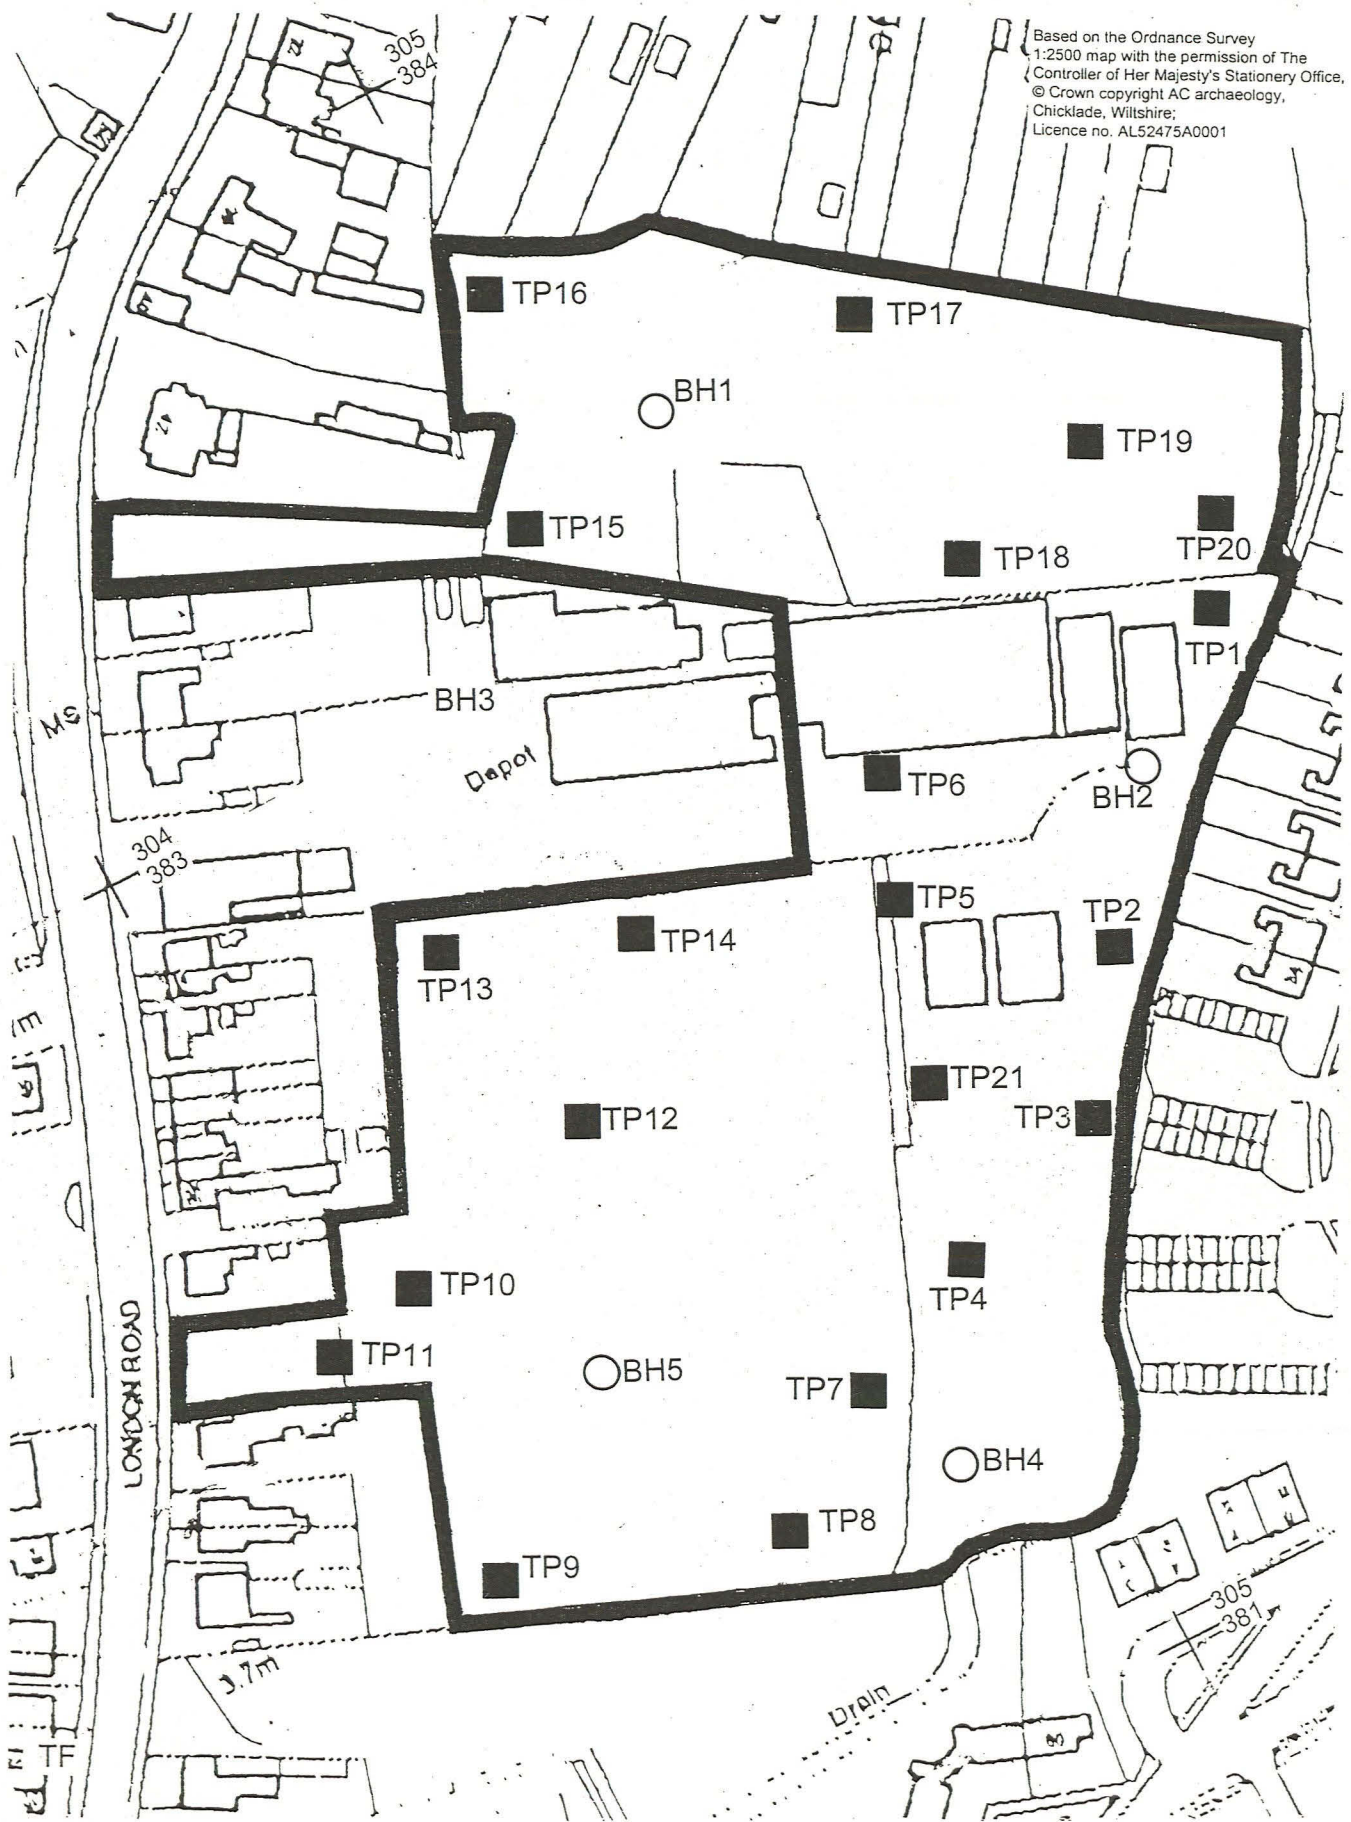 Based on the Ordnance Survey
1:2500 map with the permission of The
Controller of Her Majesty's Stationery Office,
© Crown copyright AC archaeology,
Chicklade, Wiltshire;
Licence no. AL52475A0001
305
384
TP16
TP17
BH1
TP19
TP15
TP18
TP20
TP1
BH3
MS
Depot
TP6
BH2
304
383
TP5
TP2
TP14
TP13
TP21
TP12
TP3
TP10
TP4
TP11
BH5
TP7
LONDON ROAD
BH4
TP8
TP9
305
381
3.7m
Drain
TF